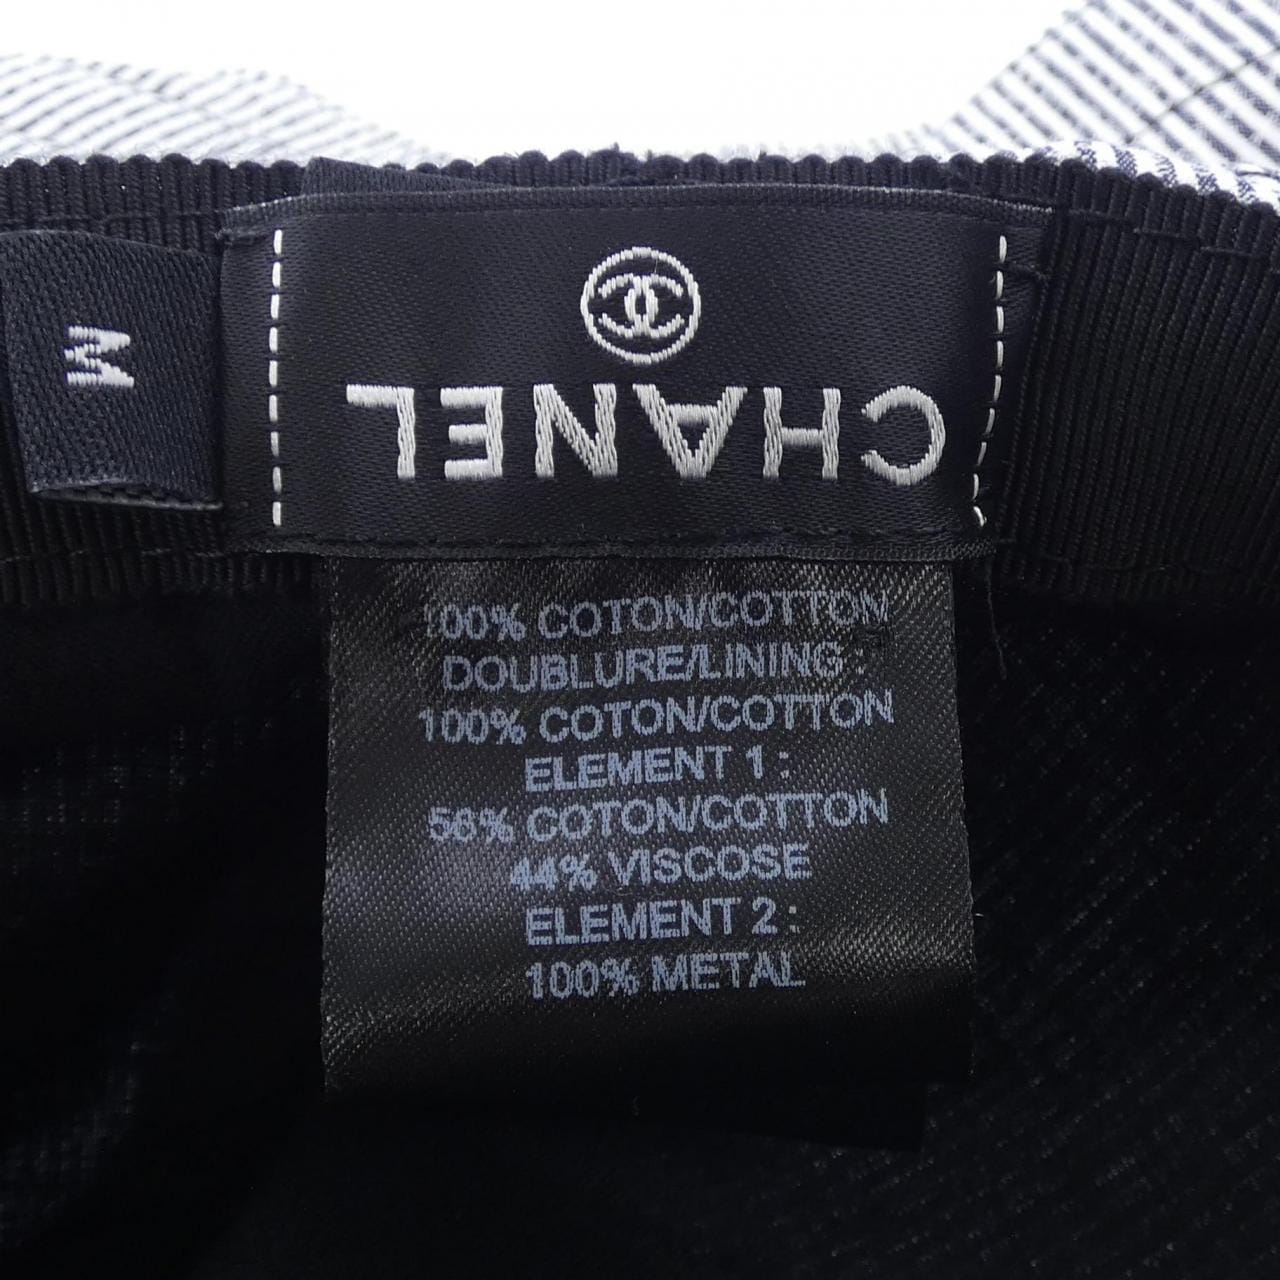 M
CHANEL
100% COTON/COTTON
DOUBLURE/LINING :
100% COTON/COTTON
ELEMENT 1 :
56% COTON/COTTON
44% VISCOSE
ELEMENT 2 :
100% METAL